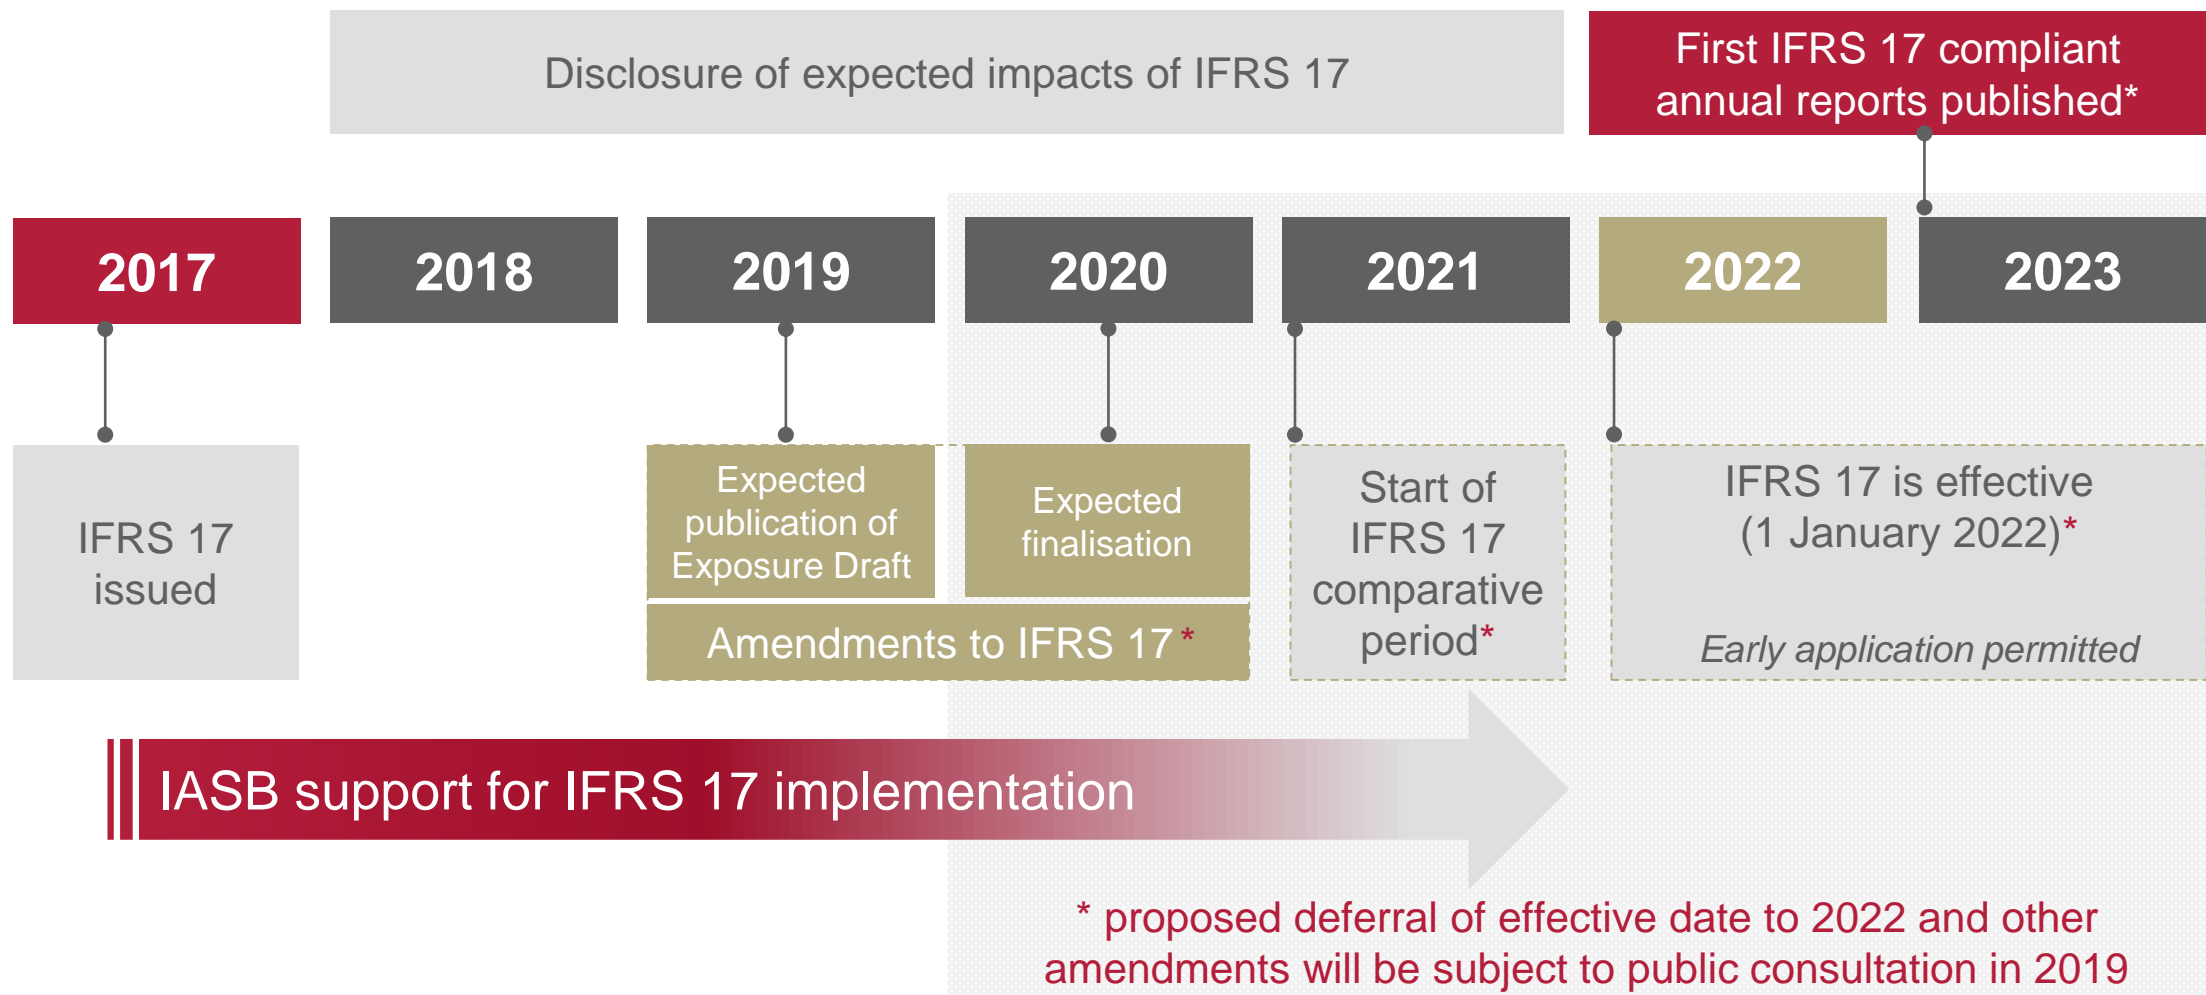 Disclosure of expected impacts of IFRS 17
First IFRS 17 compliant
annual reports published*
2017
2018
2019
2020
2021
2022
2023
IFRS 17
issued
Expected
publication of
Exposure Draft
Expected
finalisation
Amendments to IFRS 17 *
Start of
IFRS 17
comparative
period*
IFRS 17 is effective
(1 January 2022)*
Early application permitted
IASB support for IFRS 17 implementation
* proposed deferral of effective date to 2022 and other
amendments will be subject to public consultation in 2019